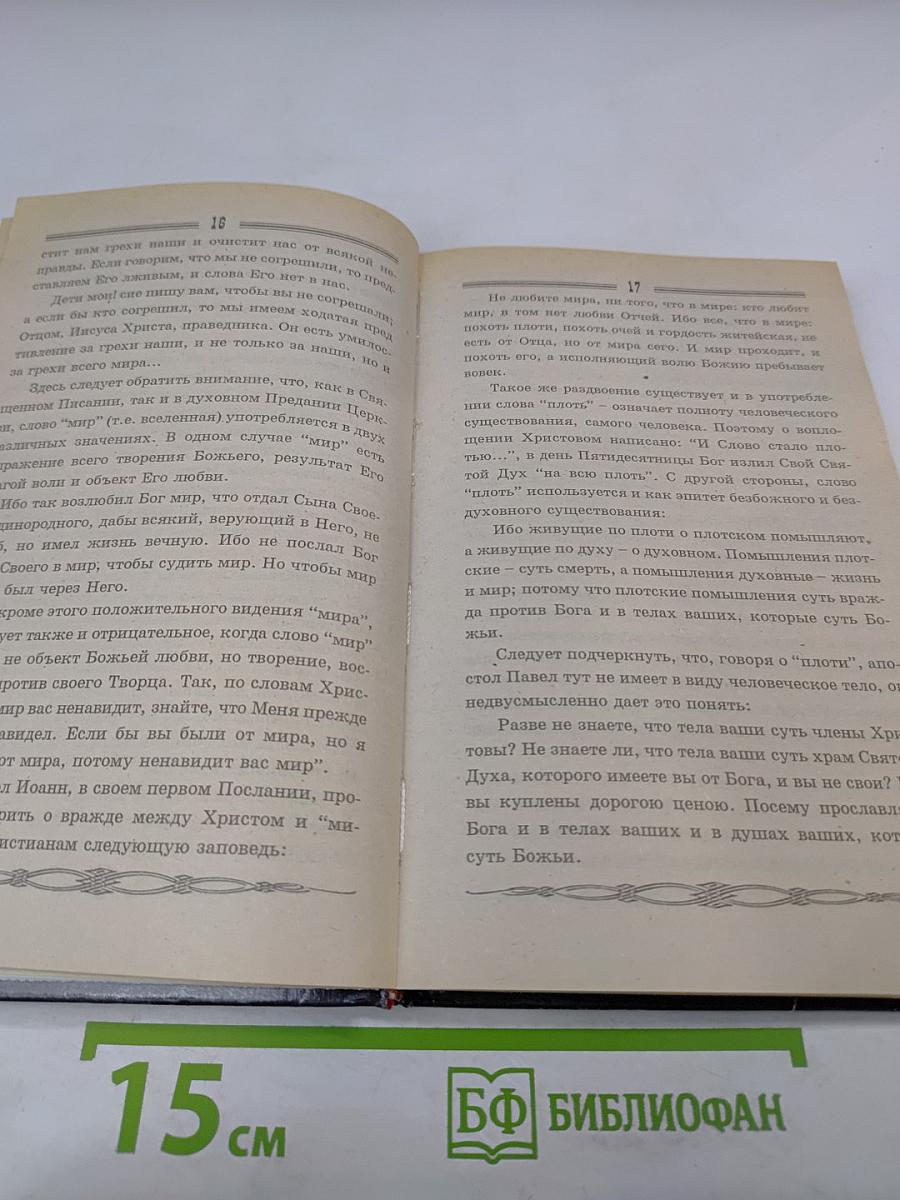 16
стит нам грехи наши и очистит нас от всякой не-
правды. Если говорим, что мы не согрешили, то пред-
ставляем Его лживым, и слова Его нет в нас.
Дети мои! сие пишу вам, чтобы вы не согрешали;
а если бы кто согрешил, то мы имеем ходатая пред
Отцом, Иисуса Христа, праведника. Он есть умилос-
тивление за грехи наши, и не только за наши, но и
за грехи всего мира...
Здесь следует обратить внимание, что, как в Свя-
щенном Писании, так и в духовном Предании Церк-
ви, слово "мир" (т.е. вселенная) употребляется в двух
различных значениях. В одном случае "мир" есть
ыражение всего творения Божьего, результат Его
агой воли и объект Его любви.
Ибо так возлюбил Бог мир, что отдал Сына Свое-
динородного, дабы всякий, верующий в Него, не
б, но имел жизнь вечную. Ибо не послал Бог
Своего в мир; чтобы судить мир. Но чтобы мир
был через Него.
кроме этого положительного видения "мира",
ует также и отрицательное, когда слово "мир"
не объект Божьей любви, но творение, вос-
против своего Творца. Так, по словам Хрис-
мир вас ненавидит, знайте, что Меня прежде
авидел. Если бы вы были от мира, но я
от мира, потому ненавидит вас мир".
ел Иоанн, в своем первом Послании, про-
рить о вражде между Христом и "ми-
истианам следующую заповедь:
17
Не любите мира, ни того, что в мире: кто любит
мир, в том нет любви Отчей. Ибо все, что в мире:
похоть плоти, похоть очей и гордость житейская, не
есть от Отца, но от мира сего. И мир проходит, и
похоть его, а исполняющий волю Божию пребывает
вовек.
Такое же раздвоение существует и в употребле-
нии слова "плоть" – означает полноту человеческого
существования, самого человека. Поэтому о вопло-
щении Христовом написано: "И Слово стало пло-
тью...", в день Пятидесятницы Бог излил Свой Свя-
той Дух "на всю плоть". С другой стороны, слово
"плоть" используется и как эпитет безбожного и без-
духовного существования:
Ибо живущие по плоти о плотском помышляют,
а живущие по духу – о духовном. Помышления плот-
ские – суть смерть, а помышления духовные – жизнь
и мир; потому что плотские помышления суть враж-
да против Бога и в телах ваших, которые суть Бо-
жьи.
Следует подчеркнуть, что, говоря о "плоти", апо-
стол Павел тут не имеет в виду человеческое тело, он
недвусмысленно дает это понять:
Разве не знаете, что тела ваши суть члены Хри
товы? Не знаете ли, что тела ваши суть храм Свято
Духа, которого имеете вы от Бога, и вы не свои?
вы куплены дорогою ценою. Посему прославля
Бога и в телах ваших и в душах ваших, кот
суть Божьи.
15 см
БФ БИБЛИОФАН